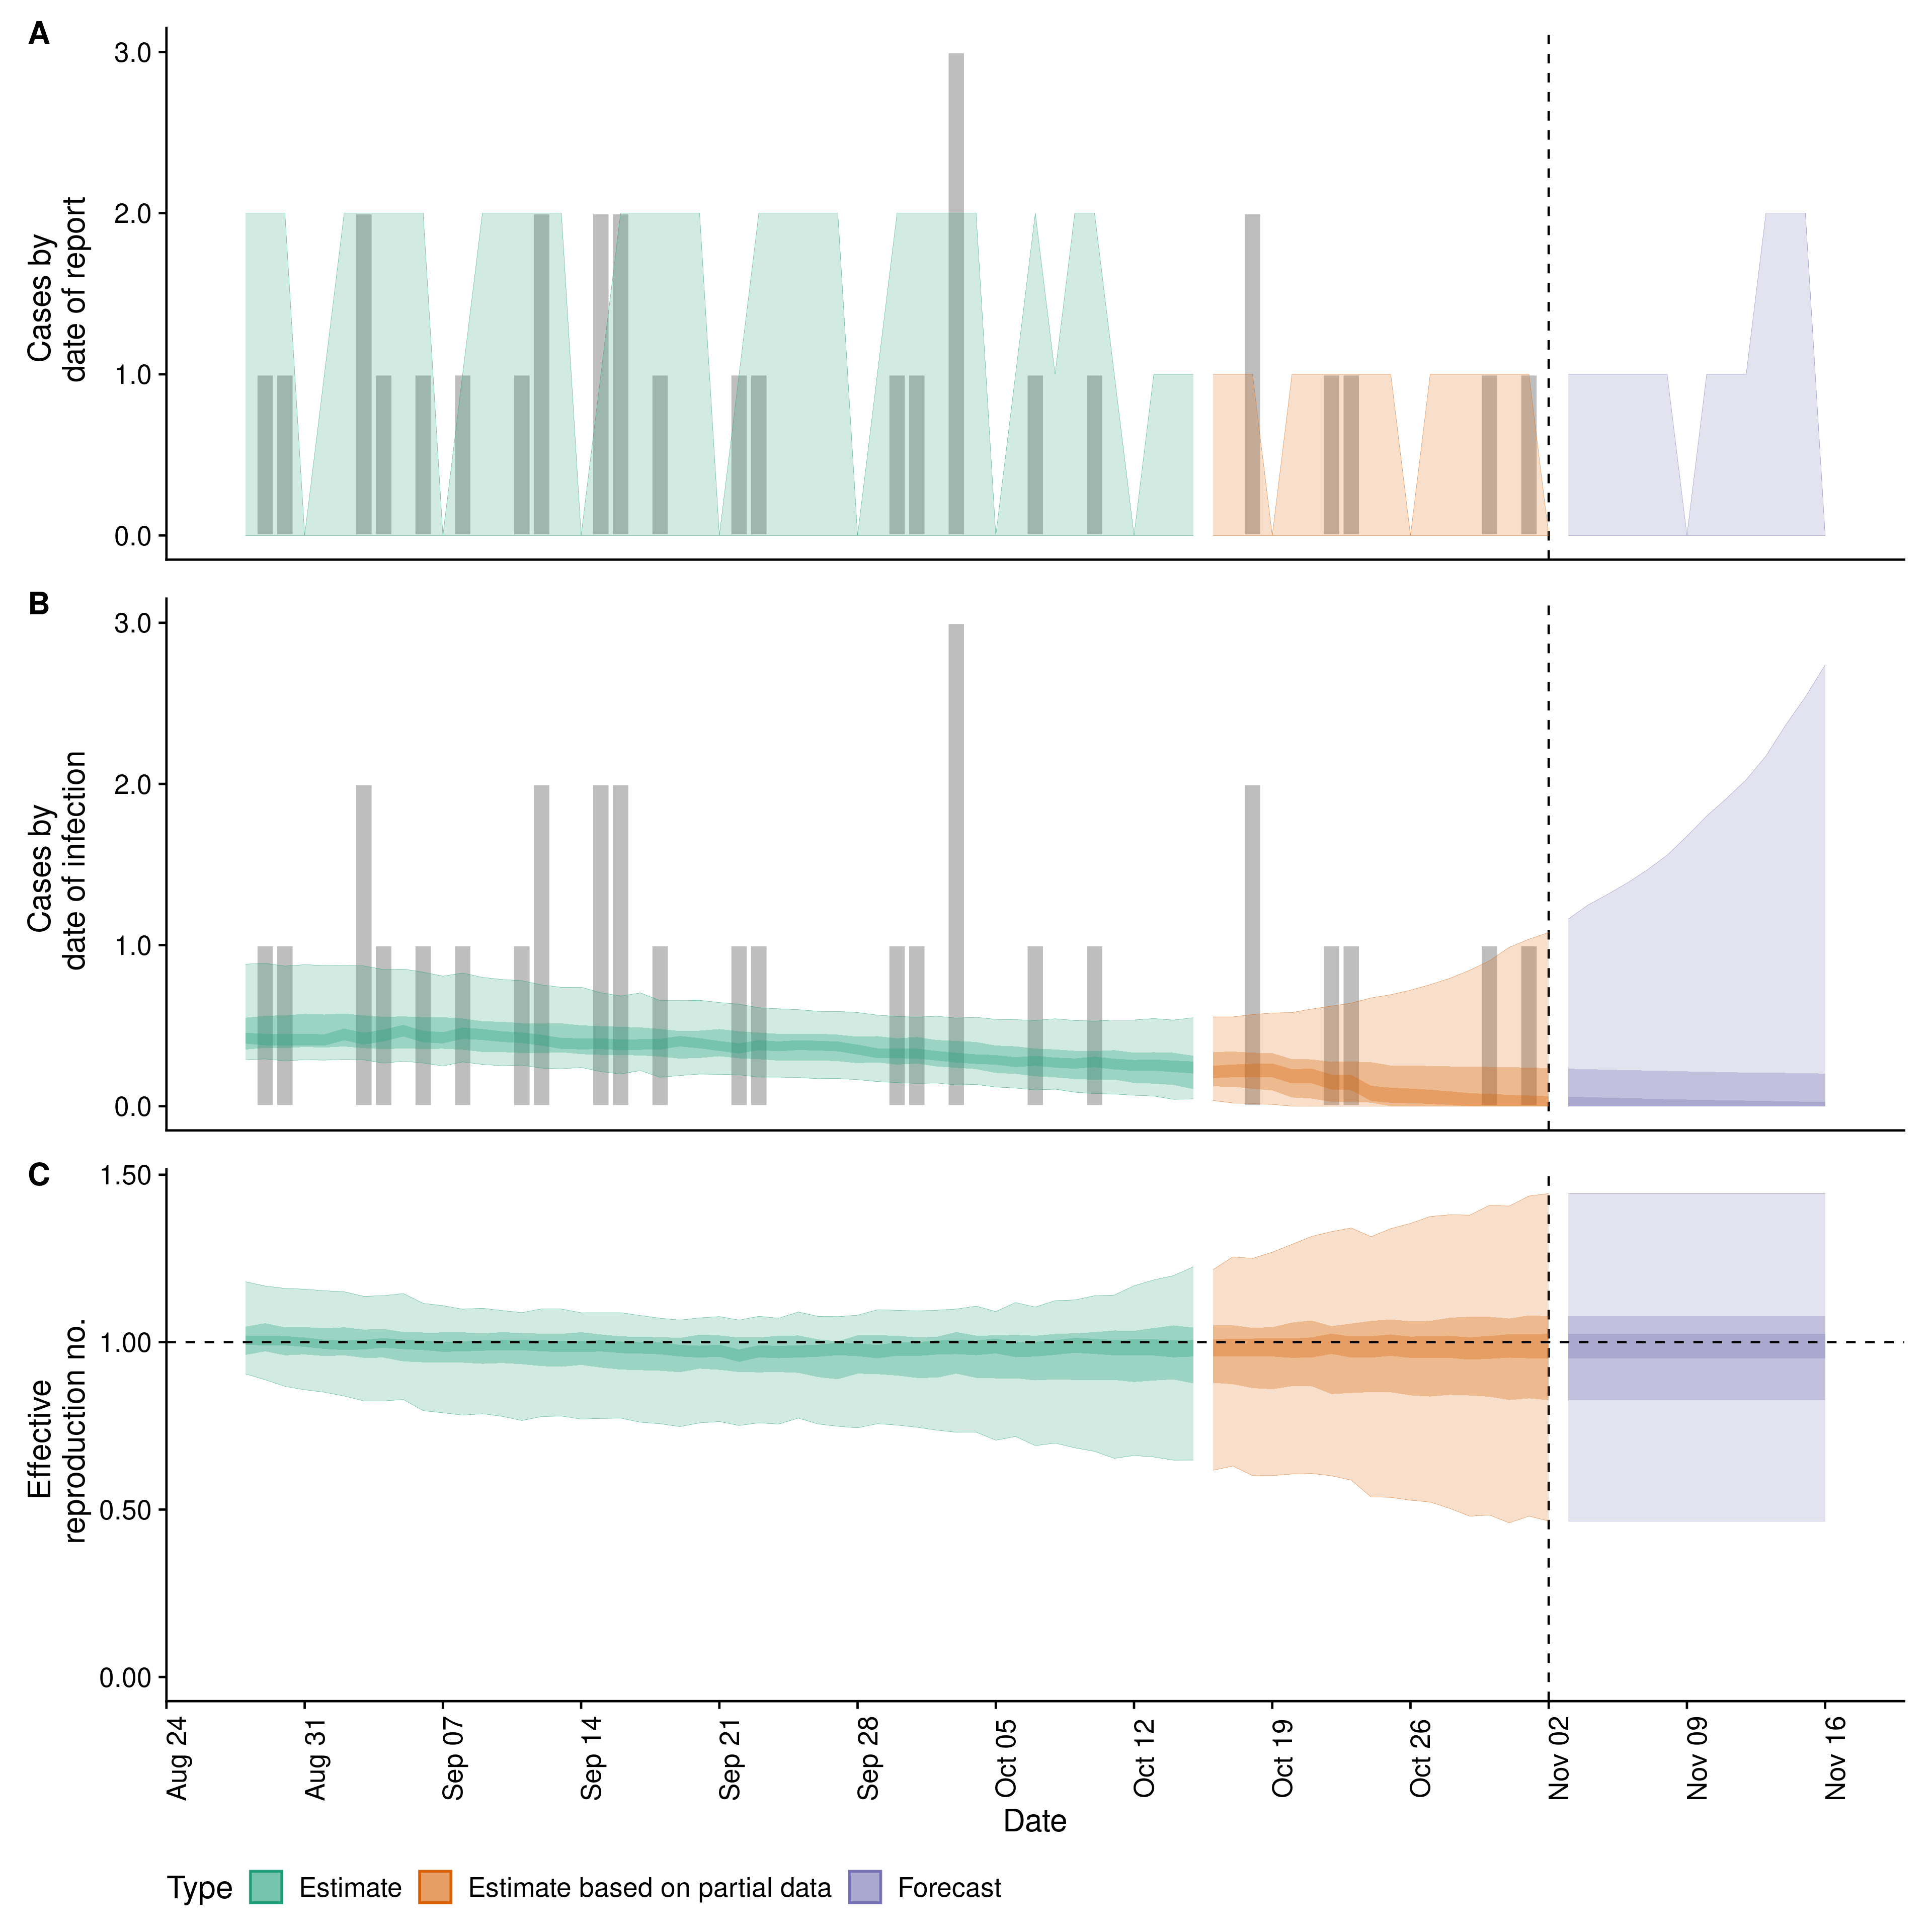 A
3.0
2.0
1.0
0.0
Cases by
date of report
B
3.0
2.0
1.0
0.0
Cases by
date of infection
C
1.50
1.00
0.50
0.00
Effective
reproduction no.
Aug 24
Aug 31
Sep 07
Sep 14
Sep 21
Sep 28
Oct 05
Oct 12
Oct 19
Oct 26
Nov 02
Nov 09
Nov 16
Date
Type Estimate Estimate based on partial data Forecast